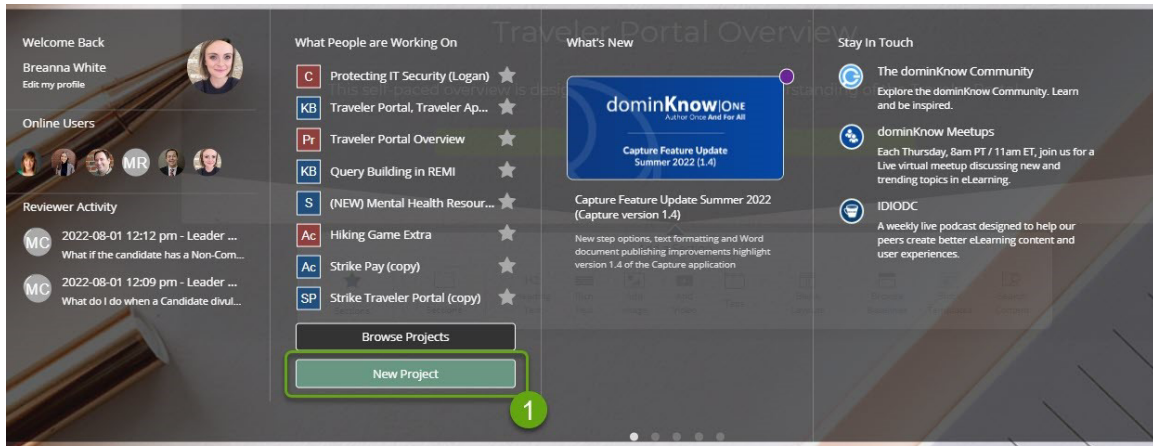 Traveler Portal Overview
Welcome Back
Breanna White
Edit my profile
Online Users
MR
Reviewer Activity
MC
2022-08-01 12:12 pm - Leader ...
What if the candidate has a Non-Com...
MC
2022-08-01 12:09 pm - Leader ...
What do I do when a Candidate divul...
What People are Working On
This self-paced overview is desig
C Protecting IT Security (Logan)
KB Traveler Portal, Traveler Ap...
Pr Traveler Portal Overview
KB Query Building in REMI
S (NEW) Mental Health Resour...
Ac Hiking Game Extra
Ac Strike Pay (copy)
SP Strike Traveler Portal (copy)
Browse Projects
New Project
1
What's New
dominKnow|ONE
Author Once And For All
Capture Feature Update
Summer 2022 (1.4)
Capture Feature Update Summer 2022
(Capture version 1.4)
New step options, text formatting and Word
document publishing improvements highlight
version 1.4 of the Capture application
Stay In Touch
The dominKnow Community
Explore the dominKnow Community. Learn
and be inspired.
dominKnow Meetups
Each Thursday, 8am PT / 11am ET, join us for a
Live virtual meetup discussing new and
trending topics in eLearning.
IDIODC
A weekly live podcast designed to help our
peers create better eLearning content and
user experiences.